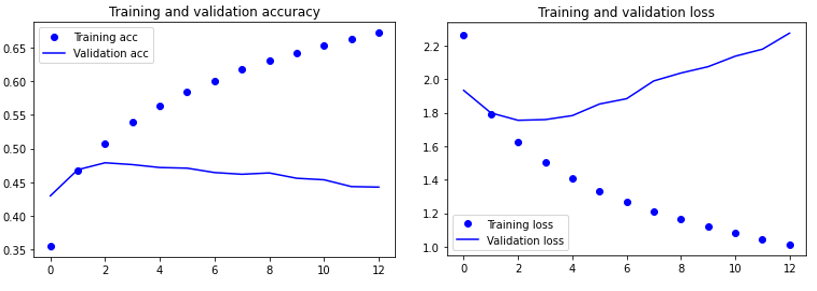 Training and validation accuracy
Training acc
Validation acc
0.65
0.60
0.55
0.50
0.45
0.40
0.35
0 2 4 6 8 10 12
Training and validation loss
2.2
2.0
1.8
1.6
1.4
1.2
1.0
Training loss
Validation loss
0 2 4 6 8 10 12